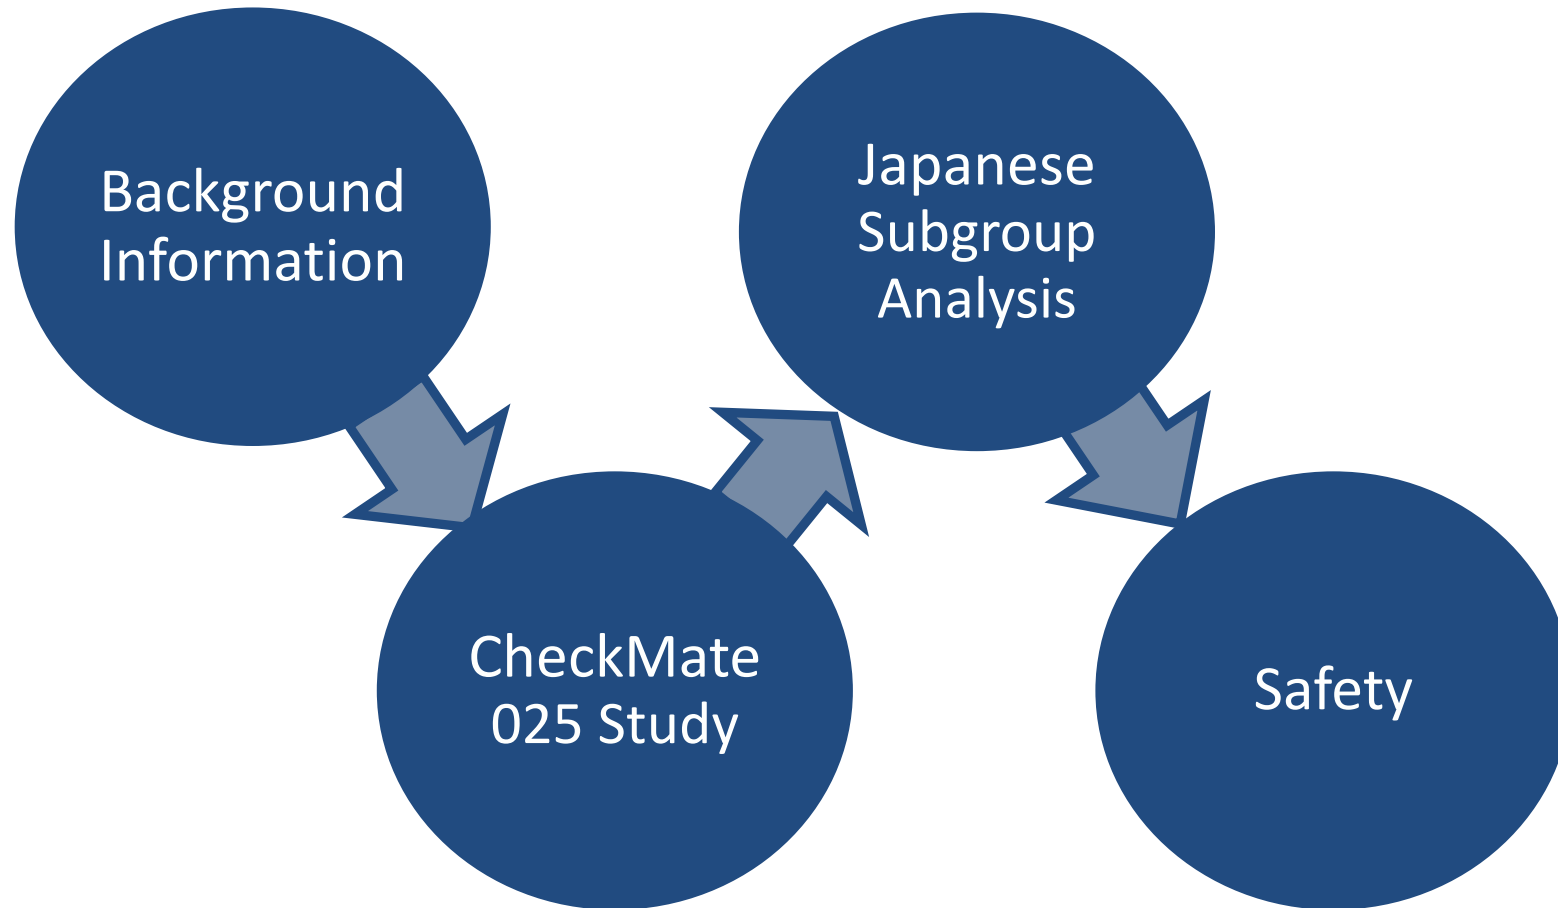 Background
Information
CheckMate
025 Study
Japanese
Subgroup
Analysis
Safety